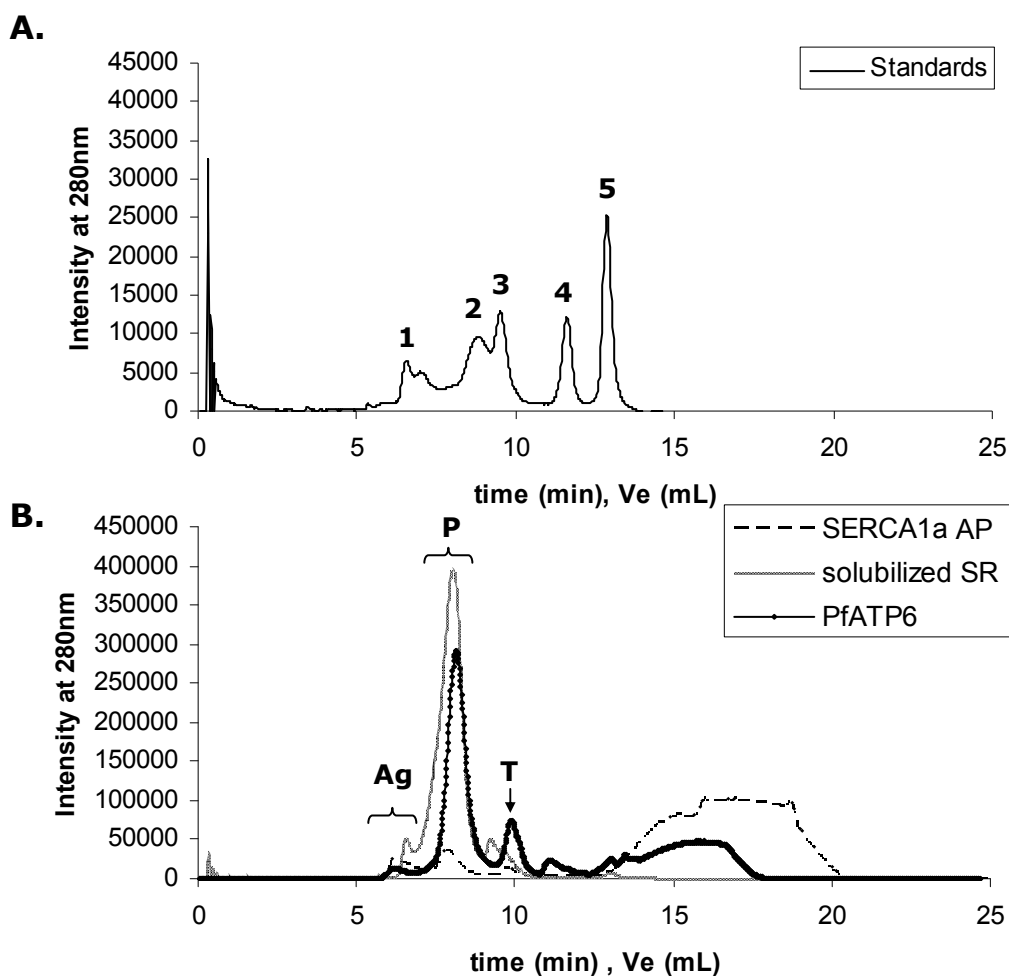 A.
Standards
Intensity at 280nm
45000
40000
35000
30000
25000
20000
15000
10000
5000
0
1
2
3
4
5
0 5 10 15 20 25
time (min), Ve (mL)
B.
SERCA1a AP
solubilized SR
PfATP6
Intensity at 280nm
450000
400000
350000
300000
250000
200000
150000
100000
50000
0
P
Ag
T
0 5 10 15 20 25
time (min) , Ve (mL)